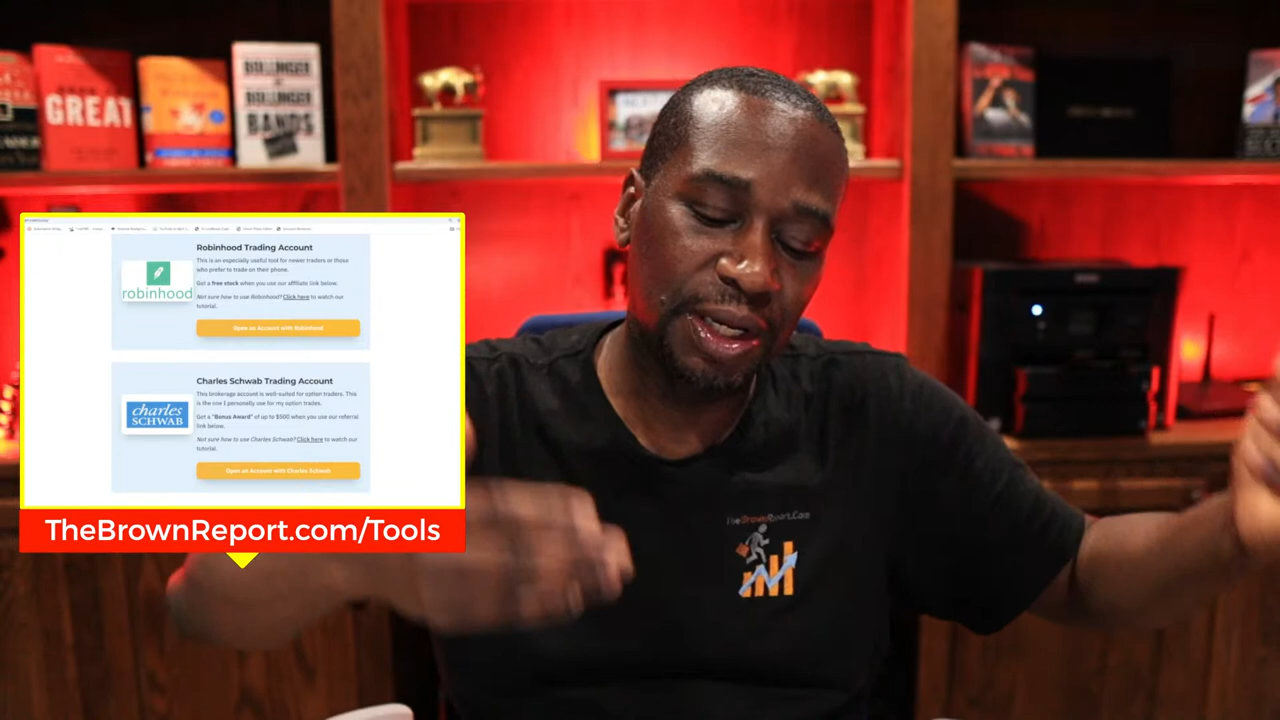 GREAT
BOLLINGER
ON
BOLLINGER
BANDS
Robinhood Trading Account
This is an especially useful tool for newer traders or those
who prefer to trade on their phone.
Get a free stock when you use our affiliate link below.
Not sure how to use Robinhood? Click here to watch our
tutorial.
robinhood
Open an Account with Robinhood
Charles Schwab Trading Account
This brokerage account is well-suited for option traders. This
is the one I personally use for my option trades.
Get a "Bonus Award" of up to $500 when you use our referral
link below.
Not sure how to use Charles Schwab? Click here to watch our
tutorial.
charles
SCHWAB
Open an Account with Charles Schwab
TheBrownReport.com/Tools
TheBrownReport.Com